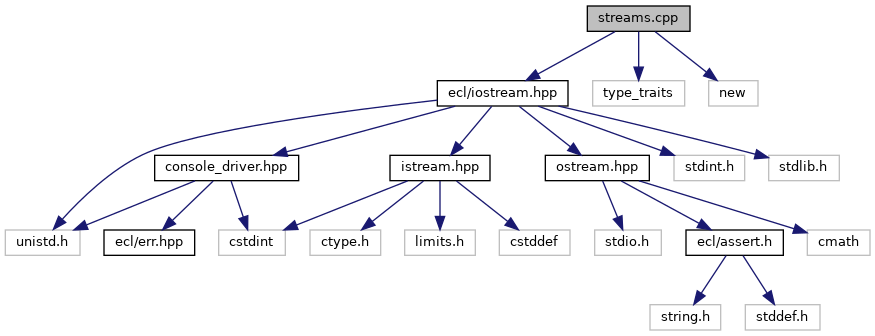 streams.cpp
ecl/iostream.hpp
type_traits
new
console_driver.hpp
istream.hpp
ostream.hpp
stdint.h
stdlib.h
unistd.h
ecl/err.hpp
cstdint
ctype.h
limits.h
cstddef
stdio.h
ecl/assert.h
cmath
string.h
stddef.h